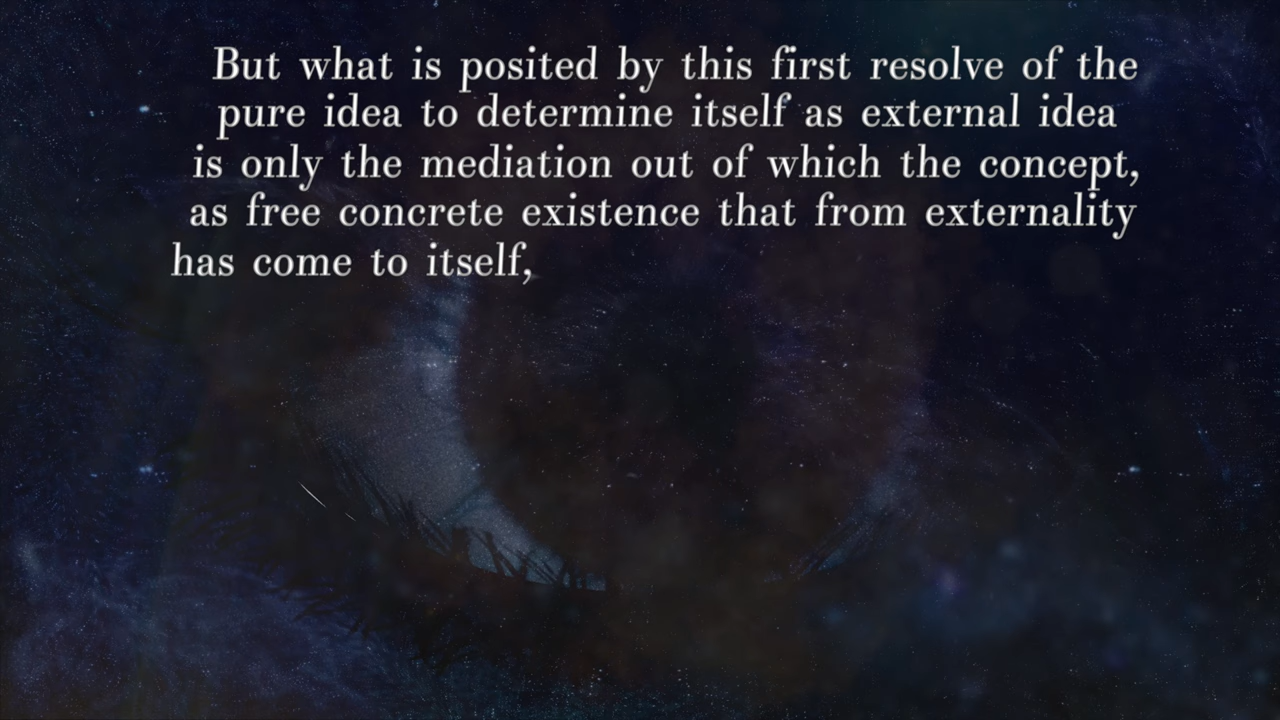 But what is posited by this first resolve of the
pure idea to determine itself as external idea
is only the mediation out of which the concept,
as free concrete existence that from externality
has come to itself,